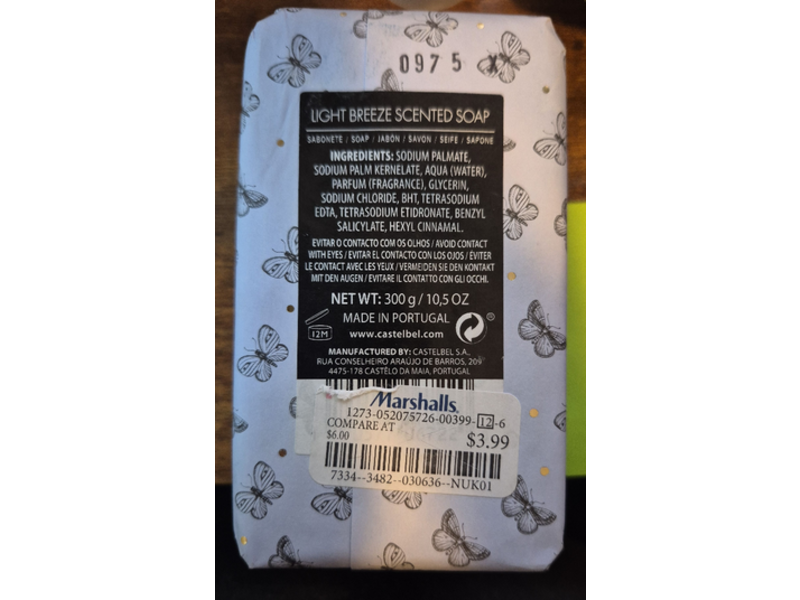 0975 X
LIGHT BREEZE SCENTED SOAP
SABONETE / SOAP / JABÓN / SAVON / SEIFE / SAPONE
INGREDIENTS: SODIUM PALMATE,
SODIUM PALM KERNELATE, AQUA (WATER),
PARFUM (FRAGRANCE), GLYCERIN,
SODIUM CHLORIDE, BHT, TETRASODIUM
EDTA, TETRASODIUM ETIDRONATE, BENZYL
SALICYLATE, HEXYL CINNAMAL.
EVITAR O CONTACTO COM OS OLHOS / AVOID CONTACT
WITH EYES / EVITAR EL CONTACTO CON LOS OJOS / ÉVITER
LE CONTACT AVEC LES YEUX / VERMEIDEN SIE DEN KONTAKT
MIT DEN AUGEN / EVITARE IL CONTATTO CON GLI OCCHI.
NET WT: 300 g / 10,5 OZ
MADE IN PORTUGAL
12M
www.castelbel.com
®
MANUFACTURED BY: CASTELBEL S.A.
RUA CONSELHEIRO ARAÚJO DE BARROS, 209
4475-178 CASTÊLO DA MAIA, PORTUGAL
Marshalls
1273-052075726-00399-12-6
COMPARE AT
$6.00
$3.99
7334--3482--030636--NUK01